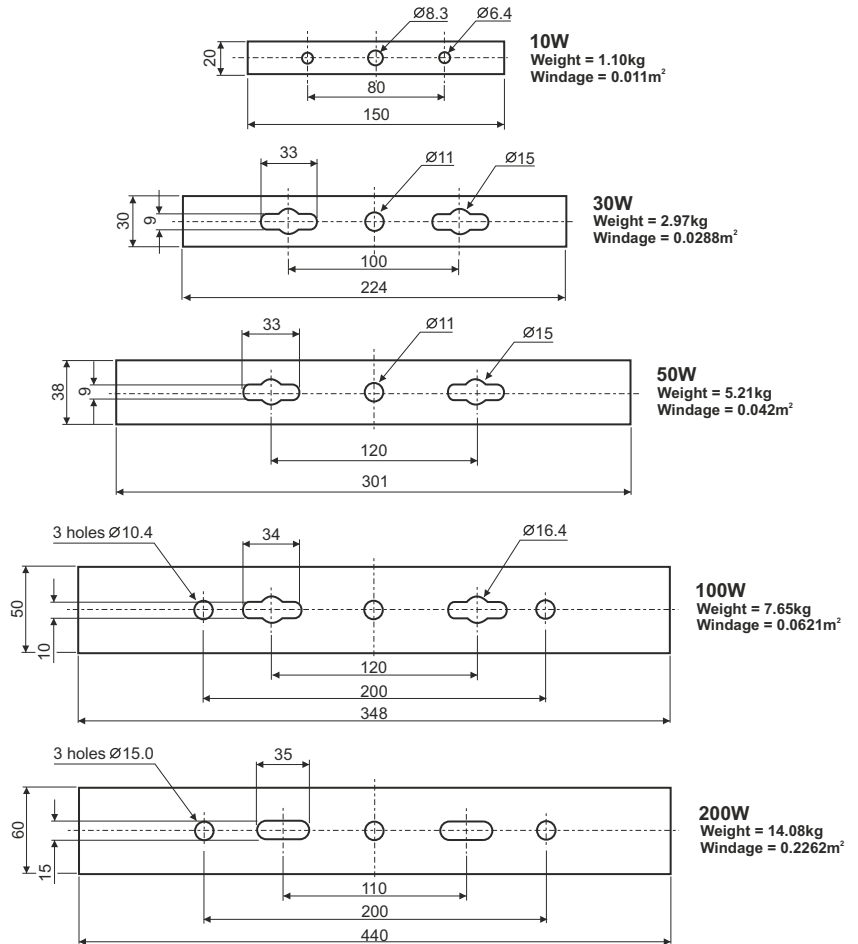 Ø8.3
Ø6.4
20
80
150
10W
Weight = 1.10kg
Windage = 0.011m²
33
Ø11
Ø15
30
9
100
224
30W
Weight = 2.97kg
Windage = 0.0288m²
33
Ø11
Ø15
38
9
120
301
50W
Weight = 5.21kg
Windage = 0.042m²
3 holes Ø10.4
34
Ø16.4
50
10
120
200
348
100W
Weight = 7.65kg
Windage = 0.0621m²
3 holes Ø15.0
35
60
15
110
200
440
200W
Weight = 14.08kg
Windage = 0.2262m²